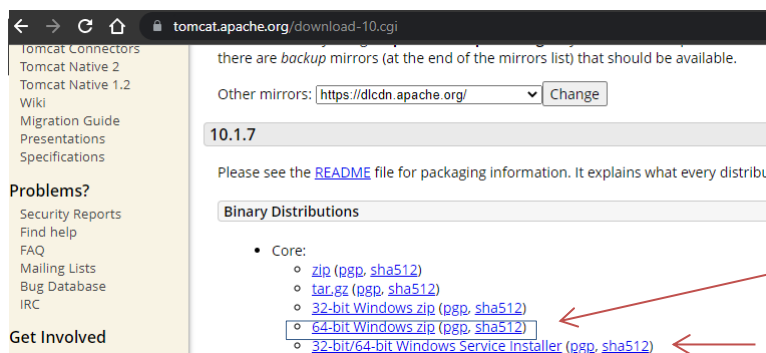 tomcat.apache.org/download-10.cgi
Tomcat Connectors
Tomcat Native 2
Tomcat Native 1.2
Wiki
Migration Guide
Presentations
Specifications
Problems?
Security Reports
Find help
FAQ
Mailing Lists
Bug Database
IRC
Get Involved
there are backup mirrors (at the end of the mirrors list) that should be available.
Other mirrors: https://dlcdn.apache.org/ Change
10.1.7
Please see the README file for packaging information. It explains what every
Binary Distributions
• Core:
zip (pgp, sha512)
tar.gz (pgp, sha512)
32-bit Windows zip (pgp, sha512)
64-bit Windows zip (pgp, sha512)
32-bit/64-bit Windows Service Installer (pgp, sha512)